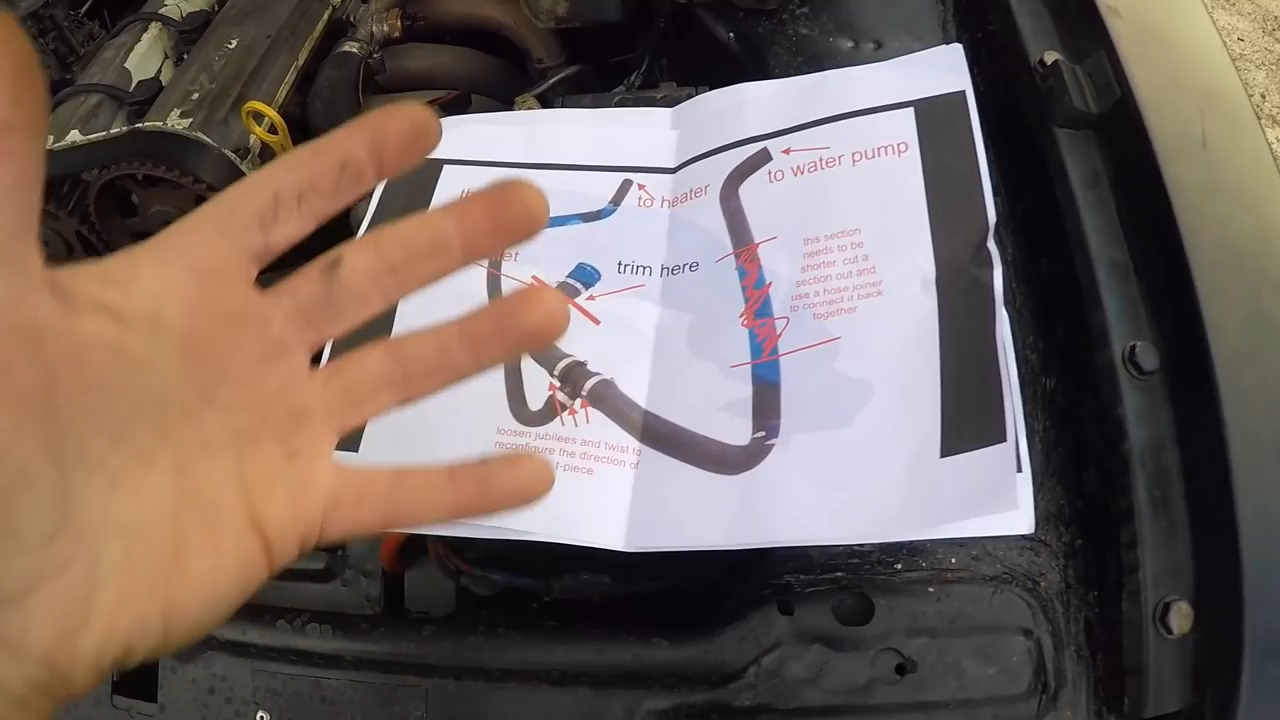 to water pump
to heater
trim here
this section
needs to be
shorter. cut a
section out and
use a hose joiner
to connect it back
together
loosen jubilees and twist to
reconfigure the direction of
t-piece